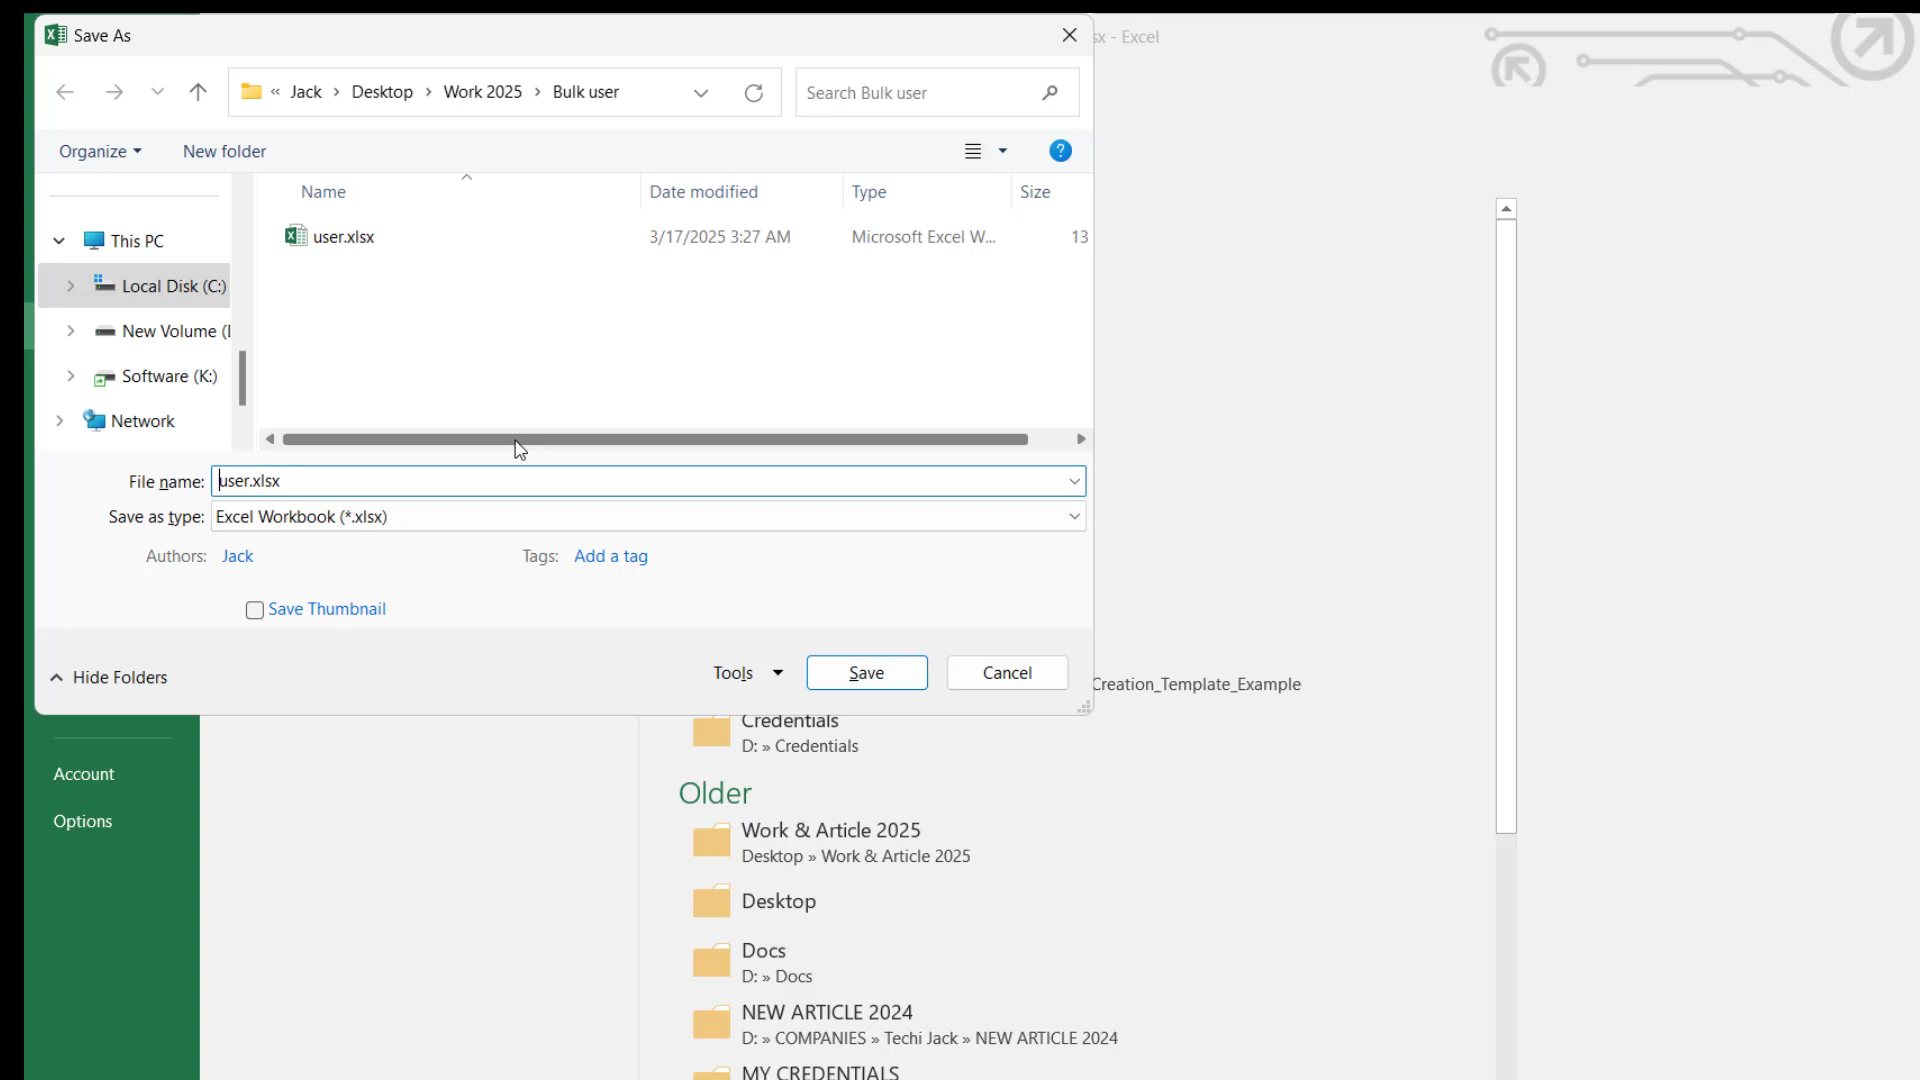 Save As
sx - Excel
« Jack › Desktop › Work 2025 › Bulk user
Search Bulk user
Organize
New folder
Name
Date modified
Type
Size
user.xlsx
3/17/2025 3:27 AM
Microsoft Excel W...
13
This PC
Local Disk (C:)
New Volume (
Software (K:)
Network
File name: user.xlsx
Save as type: Excel Workbook (*.xlsx)
Authors: Jack
Tags: Add a tag
Save Thumbnail
Hide Folders
Tools
Save
Cancel
Creation_Template_Example
Credentials
D: » Credentials
Account
Options
Older
Work & Article 2025
Desktop » Work & Article 2025
Desktop
Docs
D: » Docs
NEW ARTICLE 2024
D: » COMPANIES » Techi Jack » NEW ARTICLE 2024
MY CREDENTIALS